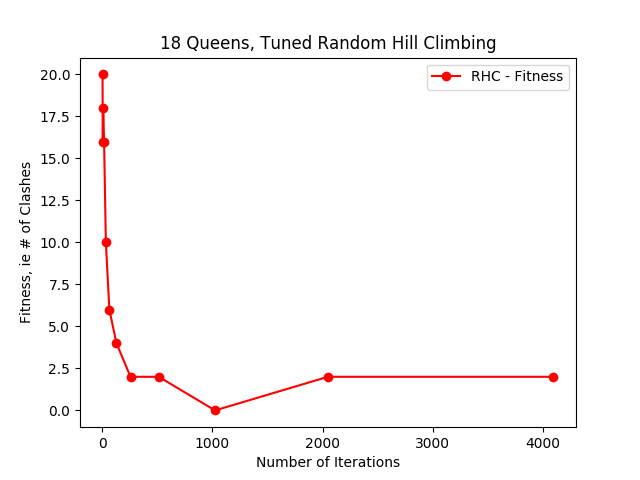 18 Queens, Tuned Random Hill Climbing
RHC - Fitness
20.0
17.5
15.0
12.5
10.0
7.5
5.0
2.5
0.0
Fitness, ie # of Clashes
0 1000 2000 3000 4000
Number of Iterations